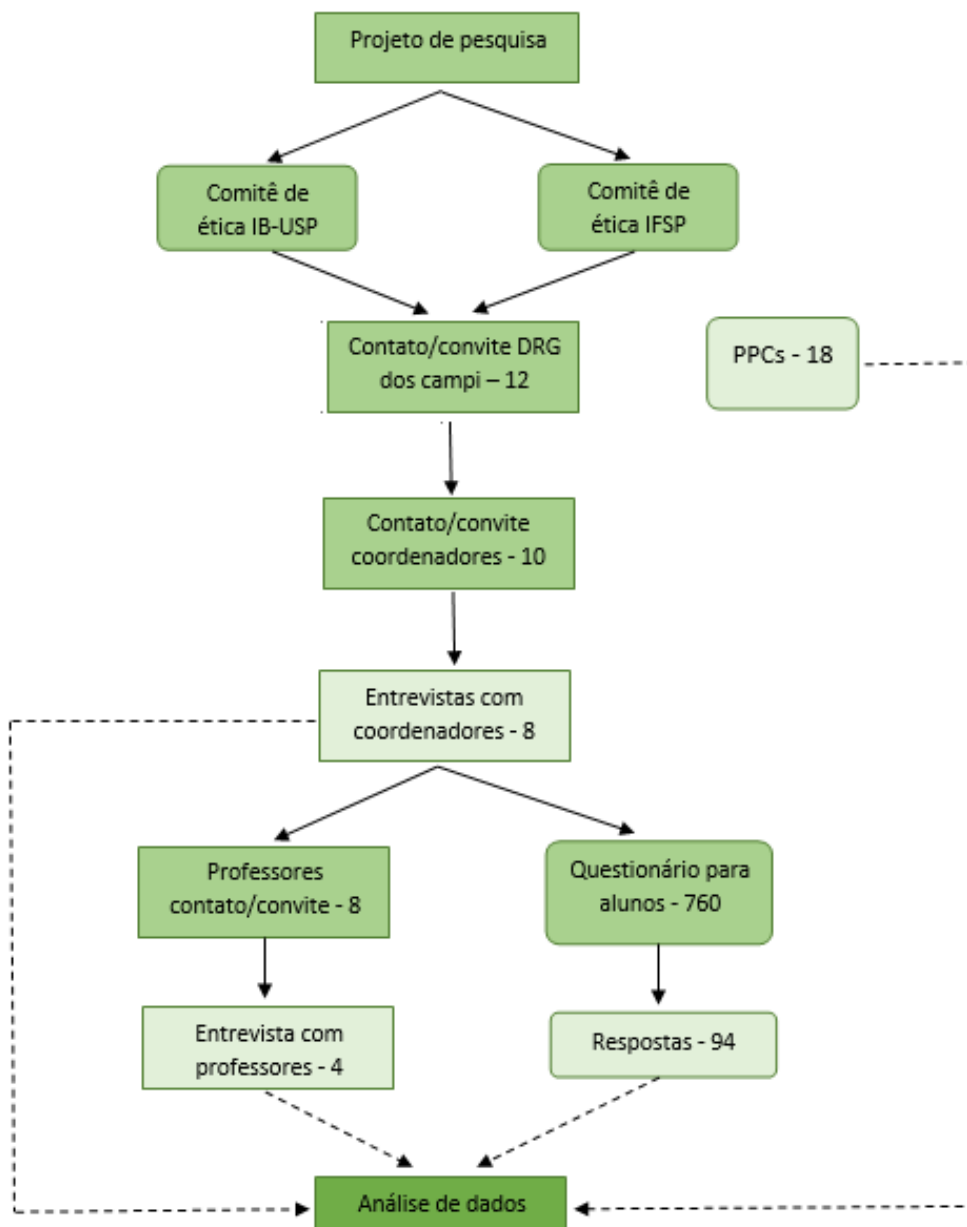 Projeto de pesquisa
Comitê de
ética IB-USP
Comitê de
ética IFSP
Contato/convite DRG
dos campi – 12
PPCs - 18
Contato/convite
coordenadores - 10
Entrevistas com
coordenadores - 8
Professores
contato/convite - 8
Questionário para
alunos - 760
Entrevista com
professores - 4
Respostas - 94
Análise de dados